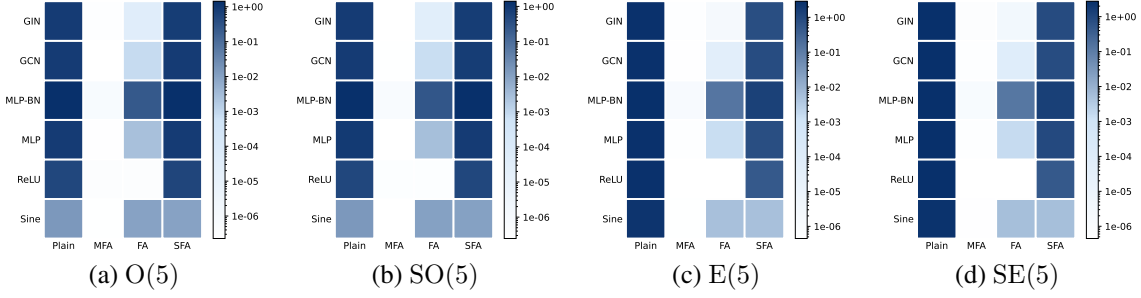 GIN
GCN
MLP-BN
MLP
ReLU
Sine
Plain MFA FA SFA
1e+00
1e-01
1e-02
1e-03
1e-04
1e-05
1e-06
(a) O(5)
GIN
GCN
MLP-BN
MLP
ReLU
Sine
Plain MFA FA SFA
1e+00
1e-01
1e-02
1e-03
1e-04
1e-05
1e-06
(b) SO(5)
GIN
GCN
MLP-BN
MLP
ReLU
Sine
Plain MFA FA SFA
1e+00
1e-01
1e-02
1e-03
1e-04
1e-05
1e-06
(c) E(5)
GIN
GCN
MLP-BN
MLP
ReLU
Sine
Plain MFA FA SFA
1e+00
1e-01
1e-02
1e-03
1e-04
1e-05
1e-06
(d) SE(5)